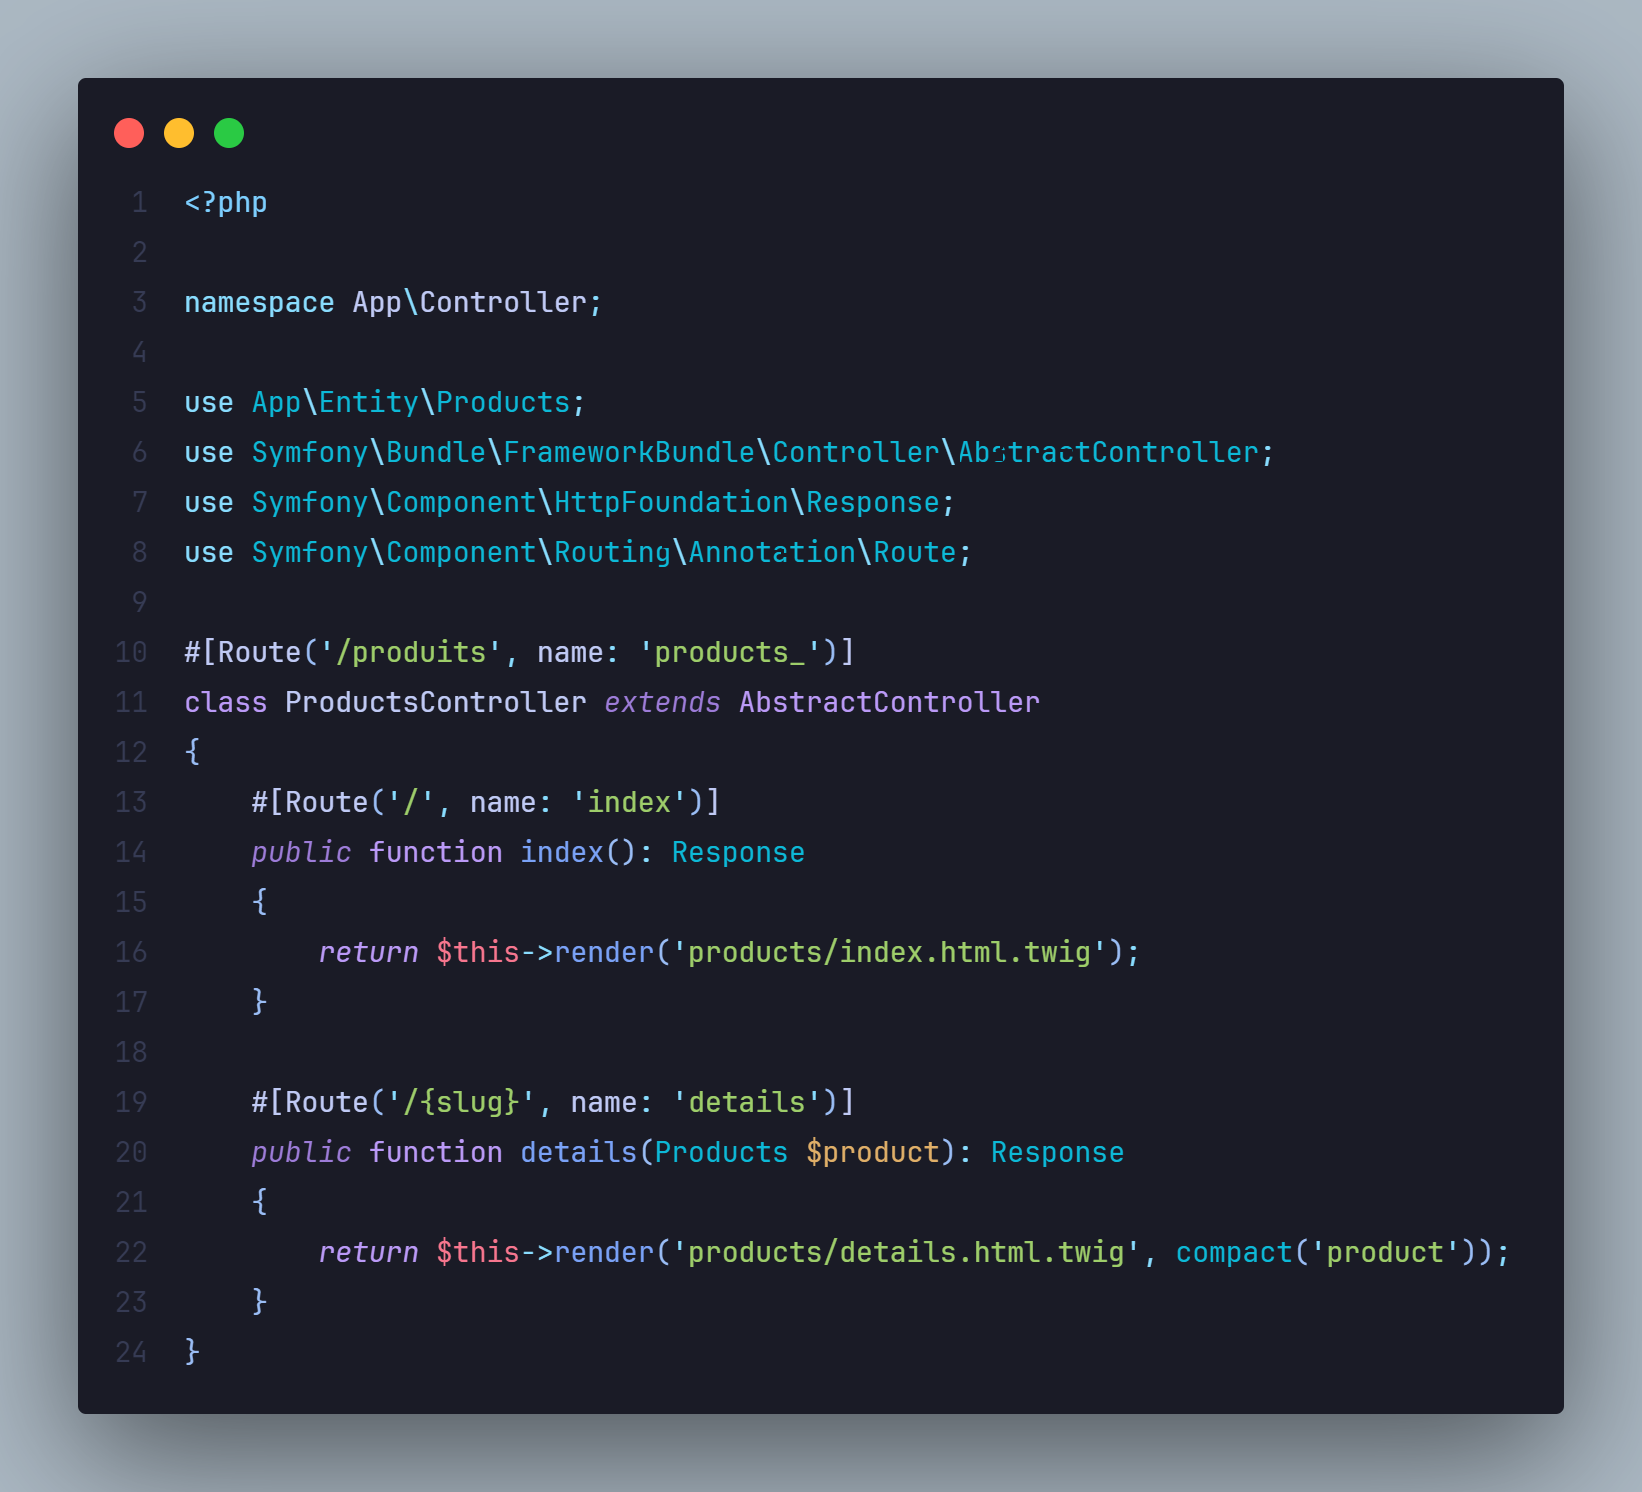 1 <?php
2
3 namespace App\Controller;
4
5 use App\Entity\Products;
6 use Symfony\Bundle\FrameworkBundle\Controller\AbstractController;
7 use Symfony\Component\HttpFoundation\Response;
8 use Symfony\Component\Routing\Annotation\Route;
9
10 #[Route('/produits', name: 'products_')]
11 class ProductsController extends AbstractController
12 {
13     #[Route('/', name: 'index')]
14     public function index(): Response
15     {
16         return $this->render('products/index.html.twig');
17     }
18
19     #[Route('/{slug}', name: 'details')]
20     public function details(Products $product): Response
21     {
22         return $this->render('products/details.html.twig', compact('product'));
23     }
24 }